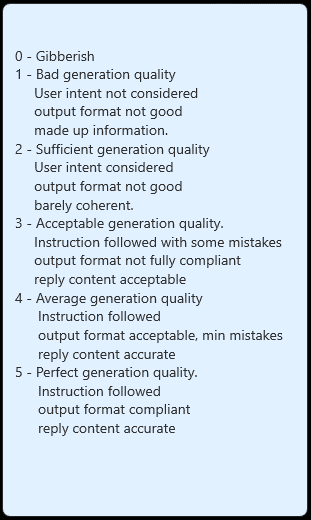 0 - Gibberish
1 - Bad generation quality
User intent not considered
output format not good
made up information.
2 - Sufficient generation quality
User intent considered
output format not good
barely coherent.
3 - Acceptable generation quality.
Instruction followed with some mistakes
output format not fully compliant
reply content acceptable
4 - Average generation quality
Instruction followed
output format acceptable, min mistakes
reply content accurate
5 - Perfect generation quality.
Instruction followed
output format compliant
reply content accurate